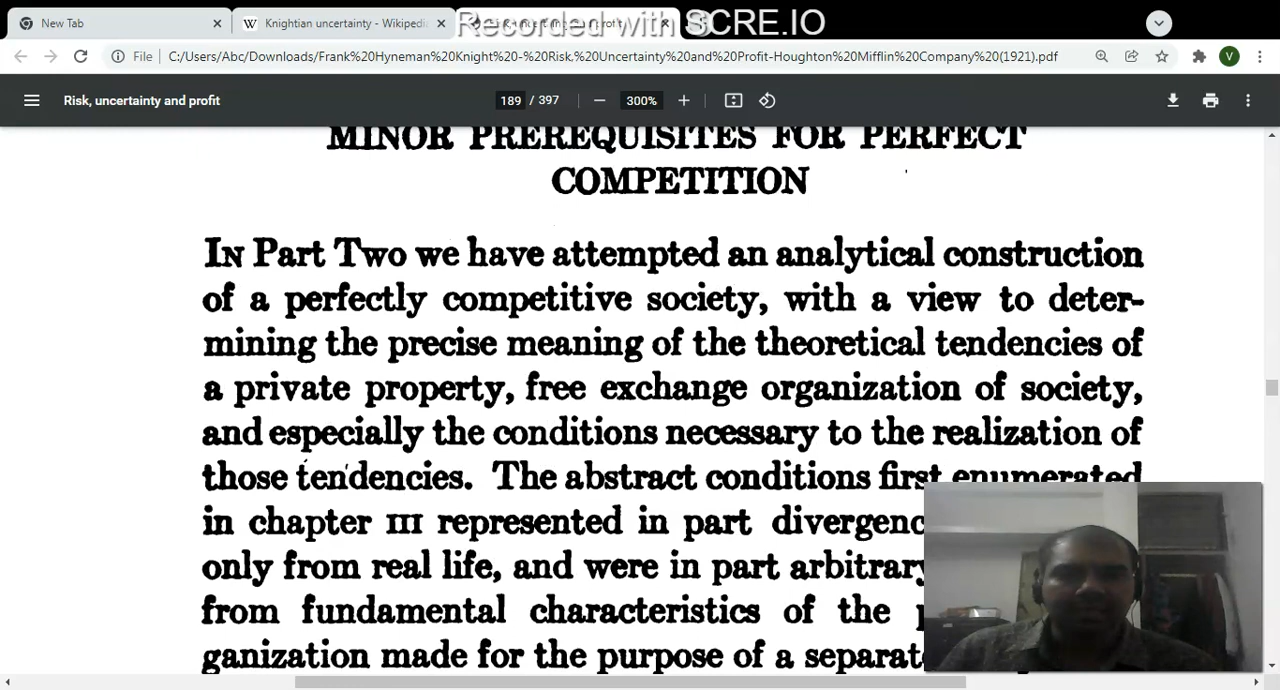 New Tab
Knightian uncertainty - Wikipedi
Recorded with SCRE.IO
File C:/Users/Abc/Downloads/Frank%20Hyneman%20Knight%20-%20Risk,%20Uncertainty%20and%20Profit-Houghton%20Mifflin%20Company%20(1921).pdf
V
Risk, uncertainty and profit
189 / 397
300%
MINOR PREREQUISITES FOR PERFECT
COMPETITION
IN Part Two we have attempted an analytical construction
of a perfectly competitive society, with a view to deter-
mining the precise meaning of the theoretical tendencies of
a private property, free exchange organization of society,
and especially the conditions necessary to the realization of
those tendencies. The abstract conditions first enumerated
in chapter III represented in part divergenc
only from real life, and were in part arbitrary
from fundamental characteristics of the
ganization made for the purpose of a separat